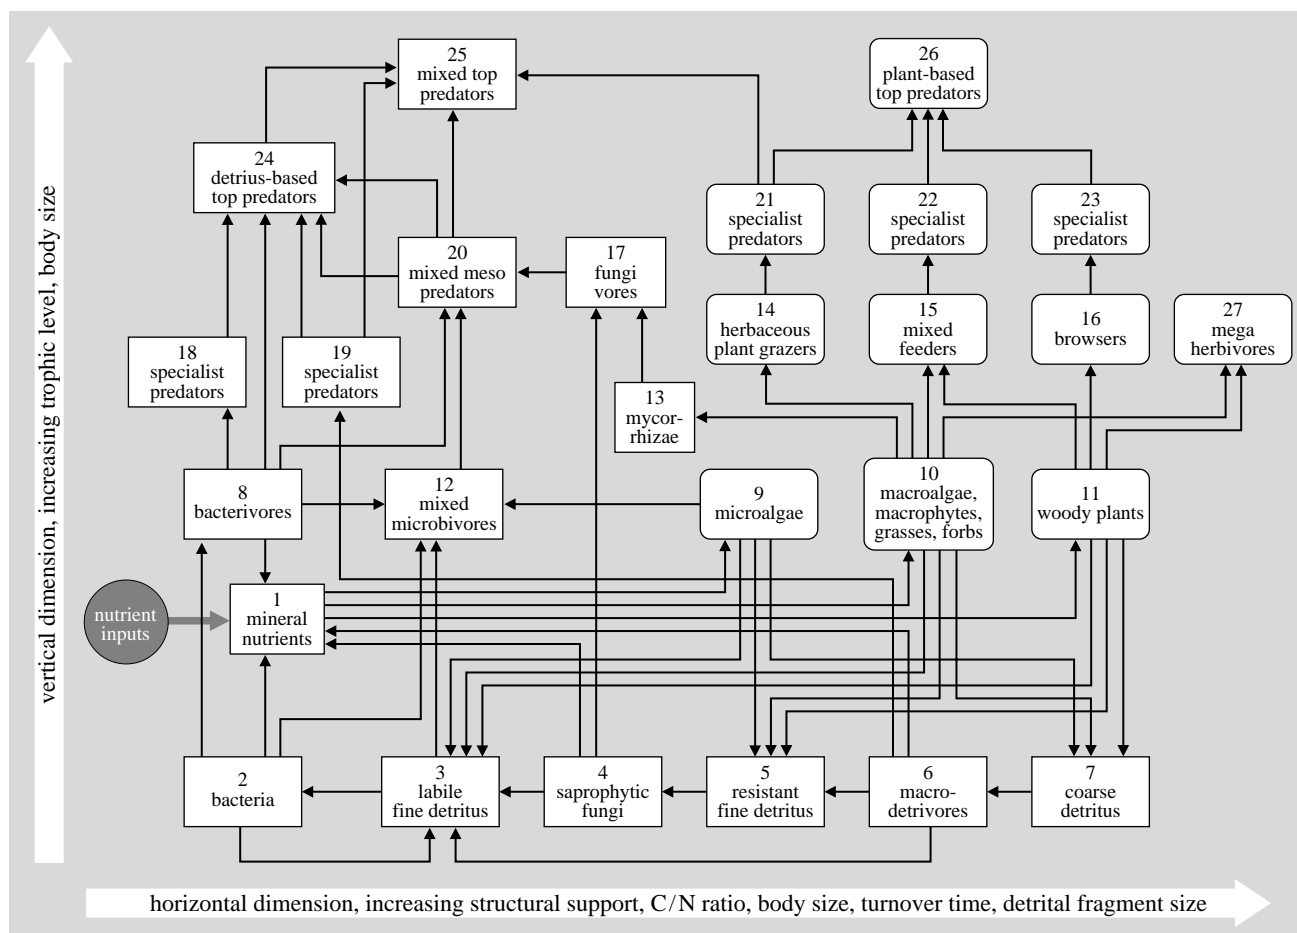 25
mixed top
predators
26
plant-based
top predators
24
detrius-based
top predators
21
specialist
predators
22
specialist
predators
23
specialist
predators
20
mixed meso
predators
17
fungi
vores
14
herbaceous
plant grazers
15
mixed
feeders
16
browsers
27
mega
herbivores
18
specialist
predators
19
specialist
predators
13
mycor-
rhizae
8
bacterivores
12
mixed
microbivores
9
microalgae
10
macroalgae,
macrophytes,
grasses, forbs
11
woody plants
nutrient
inputs
1
mineral
nutrients
2
bacteria
3
labile
fine detritus
4
saprophytic
fungi
5
resistant
fine detritus
6
macro-
detrivores
7
coarse
detritus
vertical dimension, increasing trophic level, body size
horizontal dimension, increasing structural support, C/N ratio, body size, turnover time, detrital fragment size